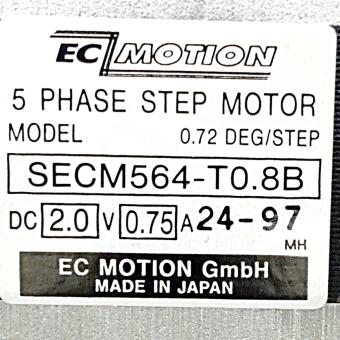 EC MOTION
5 PHASE STEP MOTOR
MODEL 0.72 DEG/STEP
SECM564-T0.8B
DC 2.0 V 0.75 A 24-97
MH
EC MOTION GmbH
MADE IN JAPAN